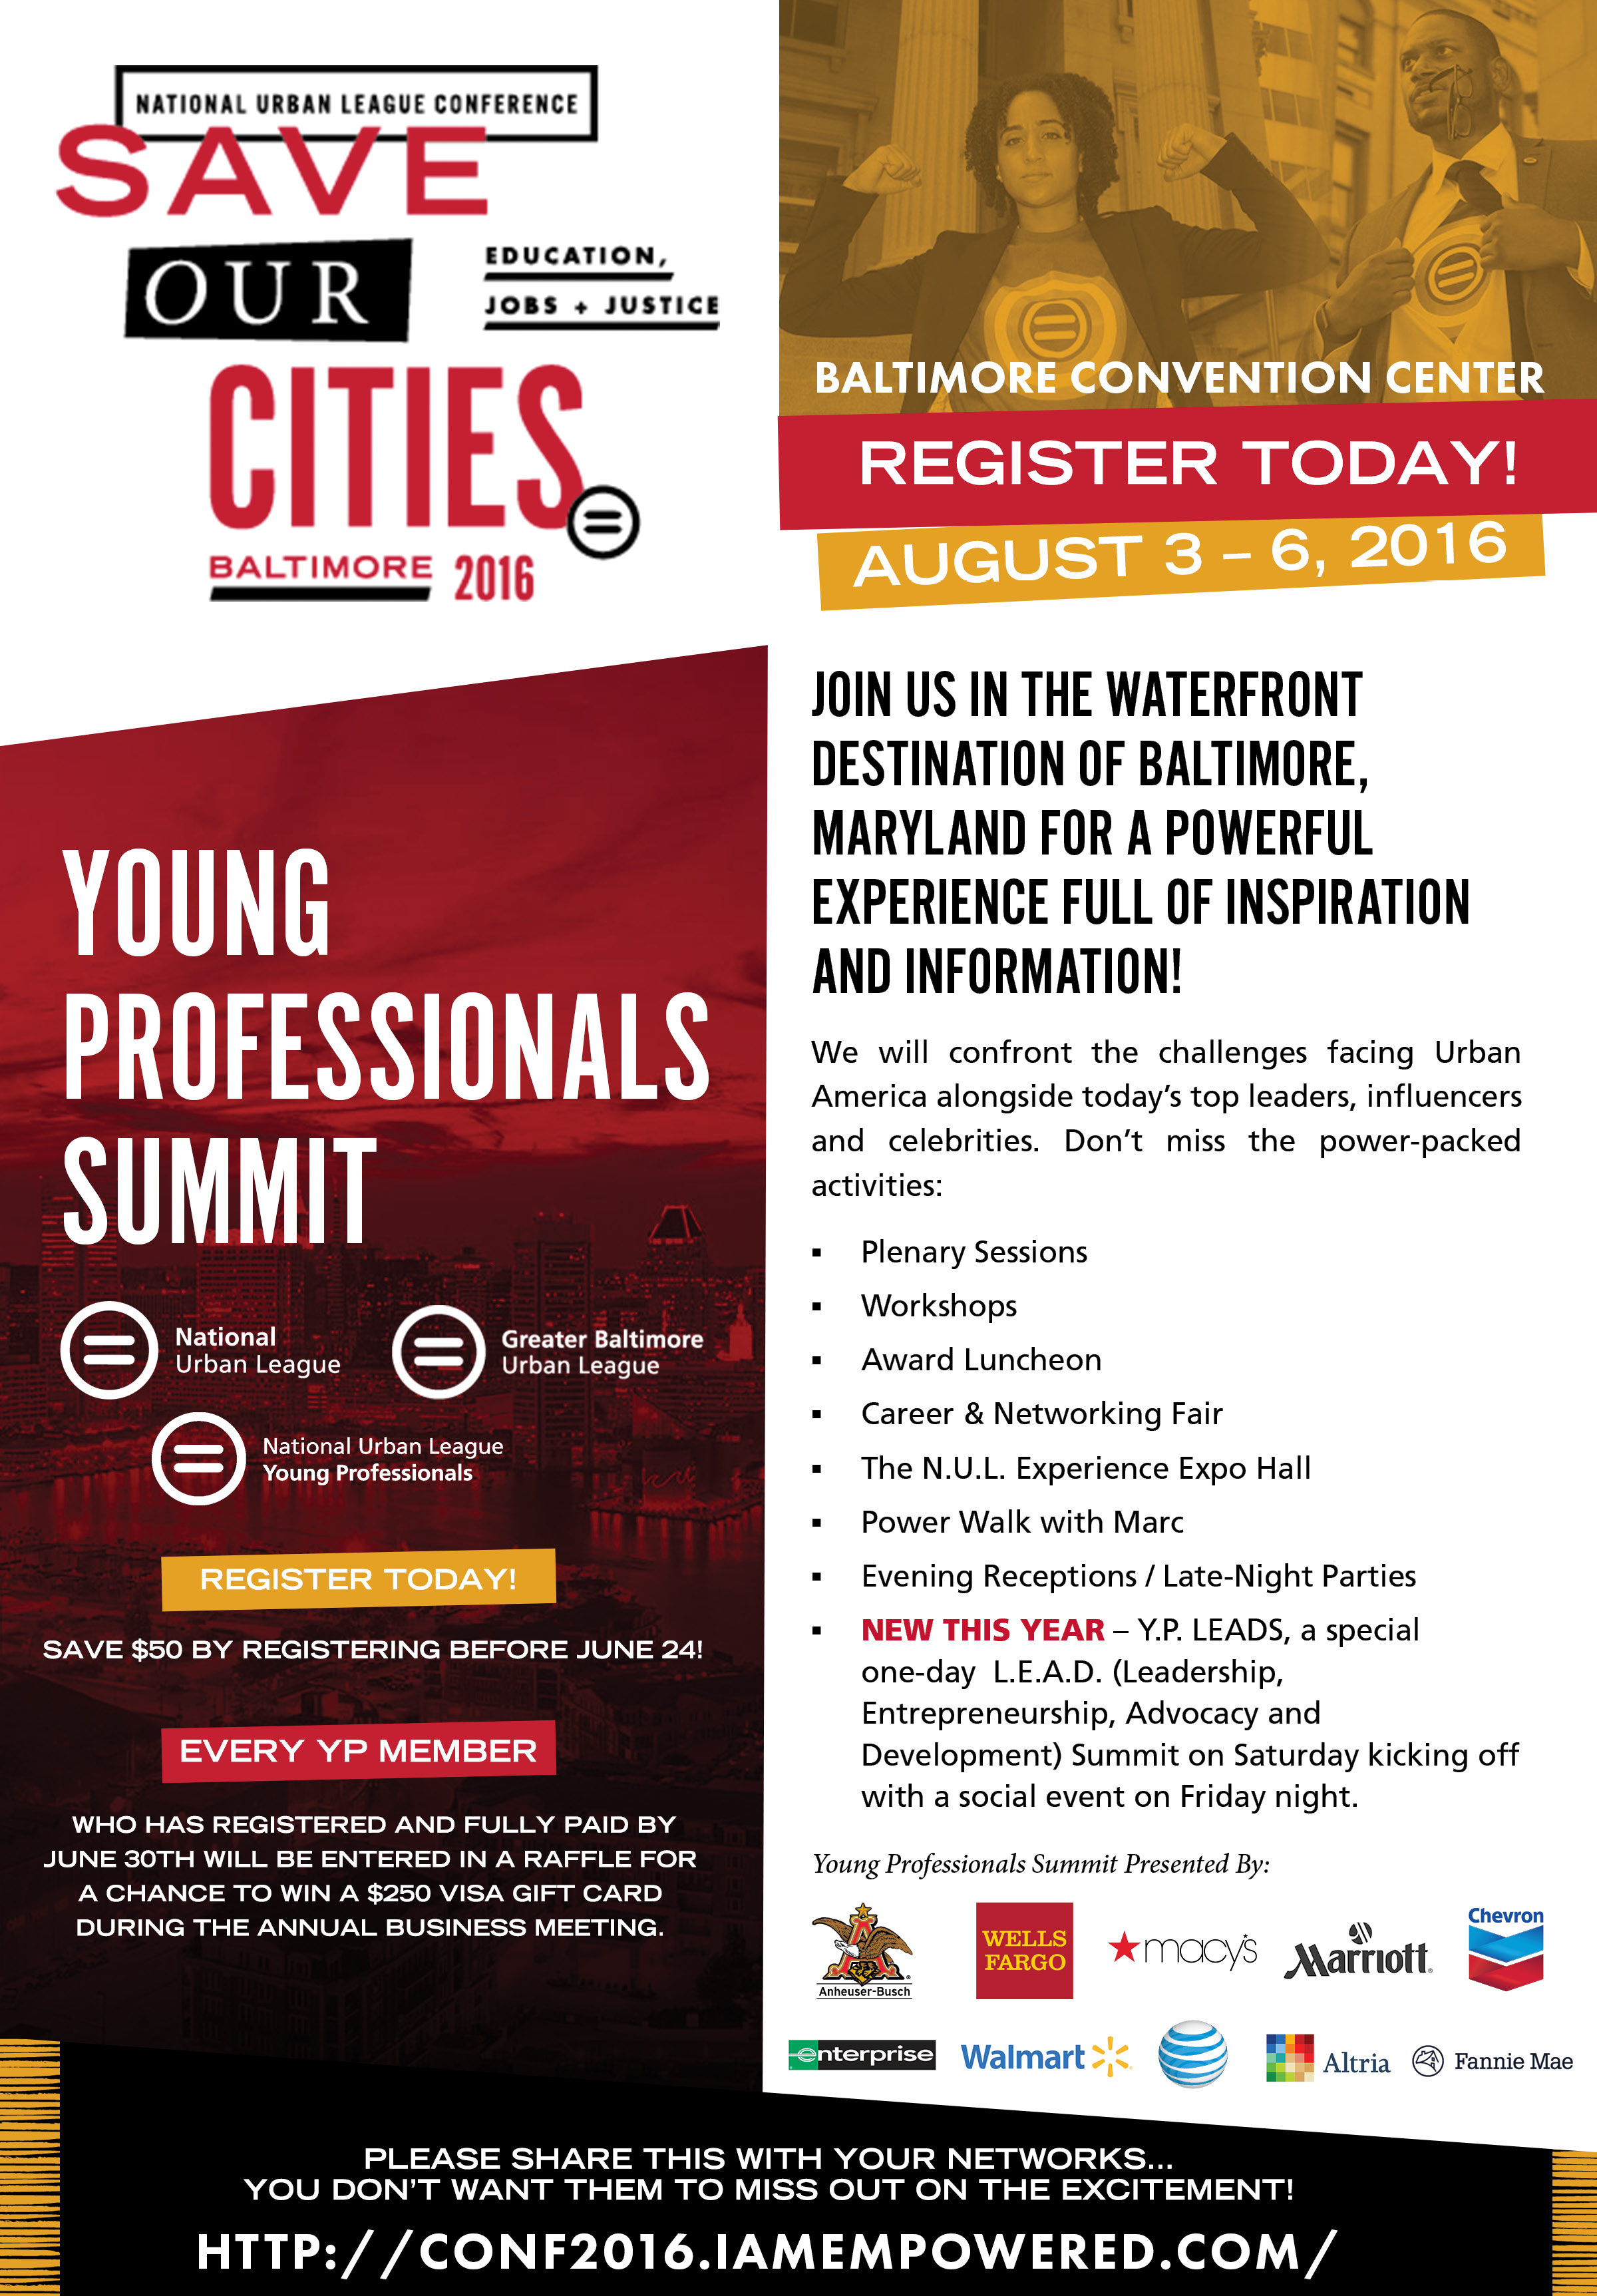 NATIONAL URBAN LEAGUE CONFERENCE
SAVE
OUR
EDUCATION,
JOBS + JUSTICE
CITIES
BALTIMORE 2016
BALTIMORE CONVENTION CENTER
REGISTER TODAY!
AUGUST 3 – 6, 2016
YOUNG
PROFESSIONALS
SUMMIT
National
Urban League
Greater Baltimore
Urban League
National Urban League
Young Professionals
REGISTER TODAY!
SAVE $50 BY REGISTERING BEFORE JUNE 24!
EVERY YP MEMBER
WHO HAS REGISTERED AND FULLY PAID BY
JUNE 30TH WILL BE ENTERED IN A RAFFLE FOR
A CHANCE TO WIN A $250 VISA GIFT CARD
DURING THE ANNUAL BUSINESS MEETING.
JOIN US IN THE WATERFRONT
DESTINATION OF BALTIMORE,
MARYLAND FOR A POWERFUL
EXPERIENCE FULL OF INSPIRATION
AND INFORMATION!
We will confront the challenges facing Urban
America alongside today’s top leaders, influencers
and celebrities. Don’t miss the power-packed
activities:
▪ Plenary Sessions
▪ Workshops
▪ Award Luncheon
▪ Career & Networking Fair
▪ The N.U.L. Experience Expo Hall
▪ Power Walk with Marc
▪ Evening Receptions / Late-Night Parties
▪ NEW THIS YEAR – Y.P. LEADS, a special
one-day L.E.A.D. (Leadership,
Entrepreneurship, Advocacy and
Development) Summit on Saturday kicking off
with a social event on Friday night.
Young Professionals Summit Presented By:
Anheuser-Busch
WELLS
FARGO
macy's
Marriott
Chevron
enterprise
Walmart
Altria
Fannie Mae
PLEASE SHARE THIS WITH YOUR NETWORKS...
YOU DON’T WANT THEM TO MISS OUT ON THE EXCITEMENT!
HTTP://CONF2016.IAMEMPOWERED.COM/